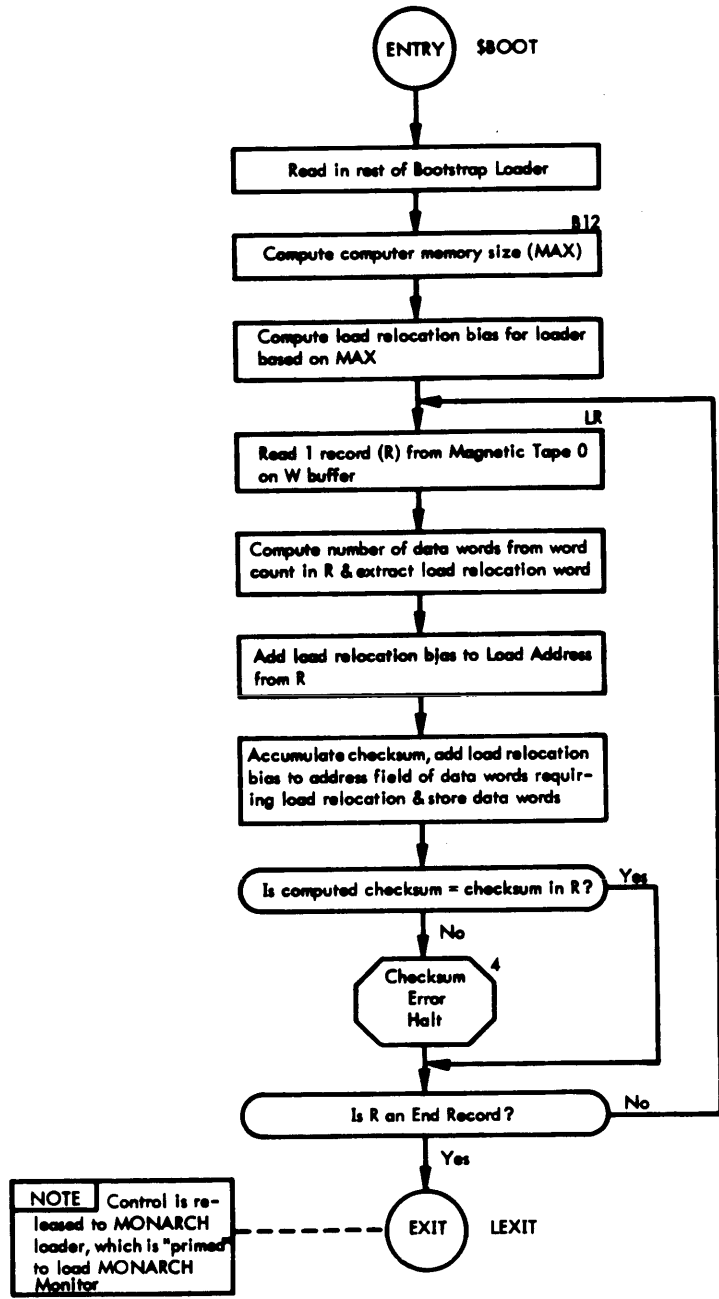 ENTRY $BOOT
Read in rest of Bootstrap Loader
B12
Compute computer memory size (MAX)
Compute load relocation bias for loader
based on MAX
LR
Read 1 record (R) from Magnetic Tape 0
on W buffer
Compute number of data words from word
count in R & extract load relocation word
Add load relocation bias to Load Address
from R
Accumulate checksum, add load relocation
bias to address field of data words requir-
ing load relocation & store data words
Is computed checksum = checksum in R?
Yes
No
4
Checksum
Error
Halt
Is R an End Record?
No
Yes
EXIT LEXIT
NOTE Control is re-
leased to MONARCH
loader, which is "primed"
to load MONARCH
Monitor